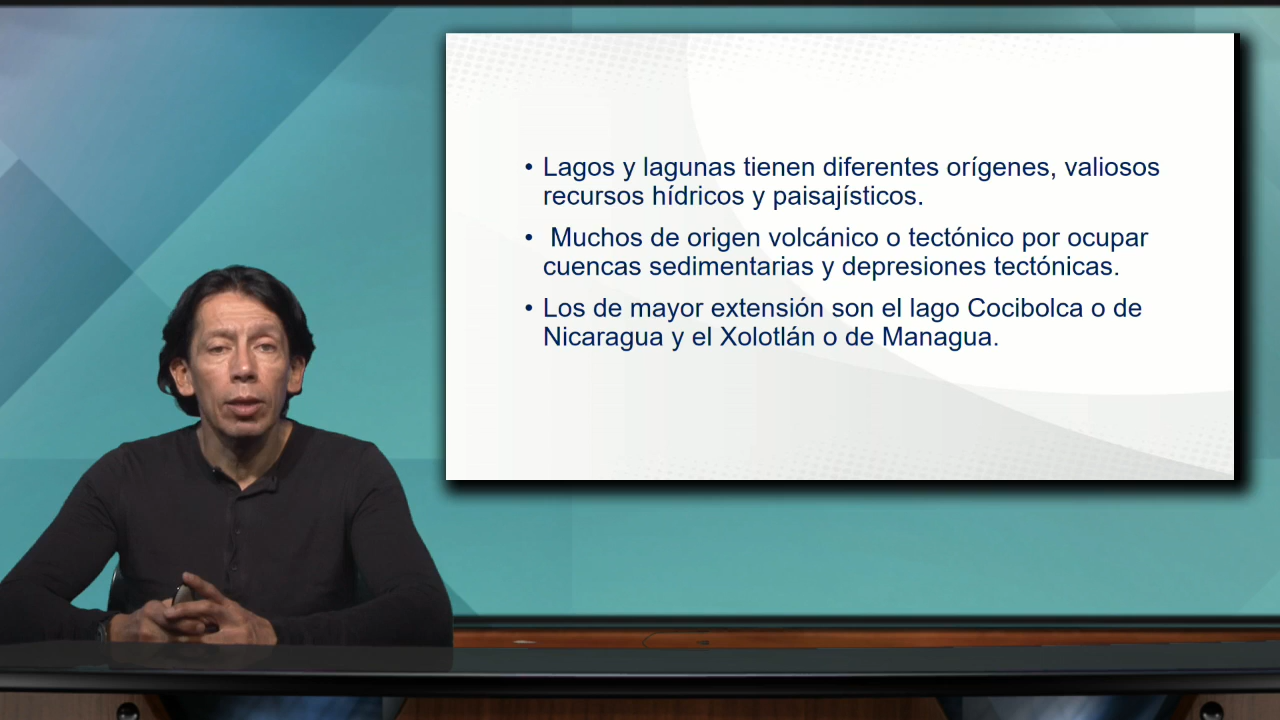 • Lagos y lagunas tienen diferentes orígenes, valiosos
recursos hídricos y paisajísticos.
• Muchos de origen volcánico o tectónico por ocupar
cuencas sedimentarias y depresiones tectónicas.
• Los de mayor extensión son el lago Cocibolca o de
Nicaragua y el Xolotlán o de Managua.